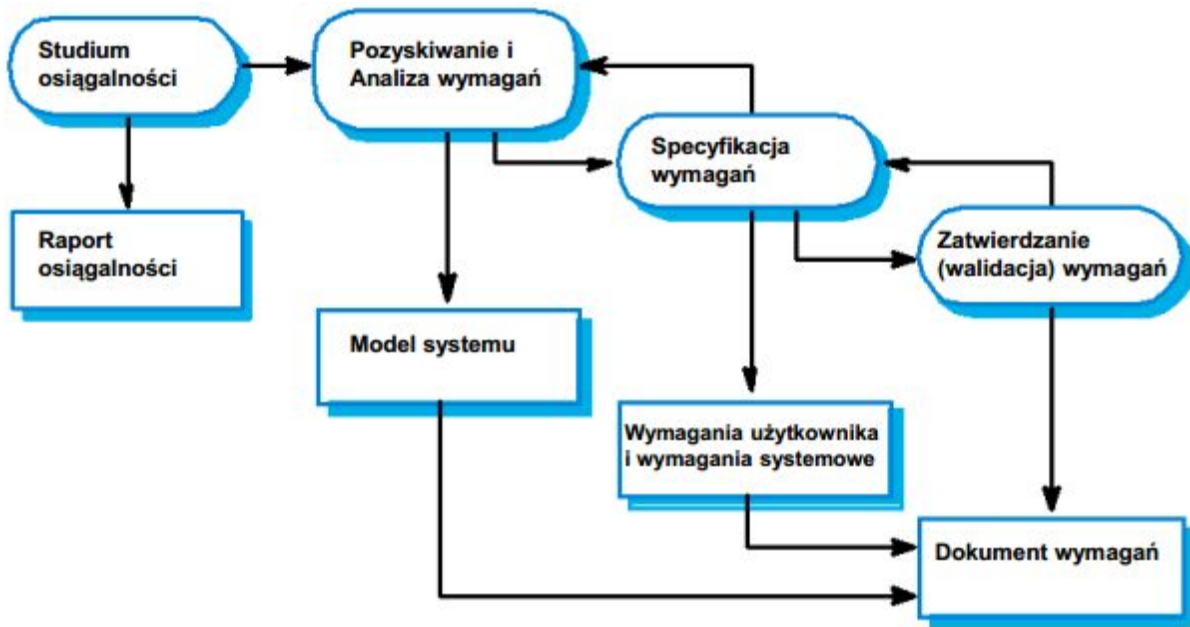 Studium
osiągalności
Pozyskiwanie i
Analiza wymagań
Specyfikacja
wymagań
Zatwierdzanie
(walidacja) wymagań
Raport
osiągalności
Model systemu
Wymagania użytkownika
i wymagania systemowe
Dokument wymagań